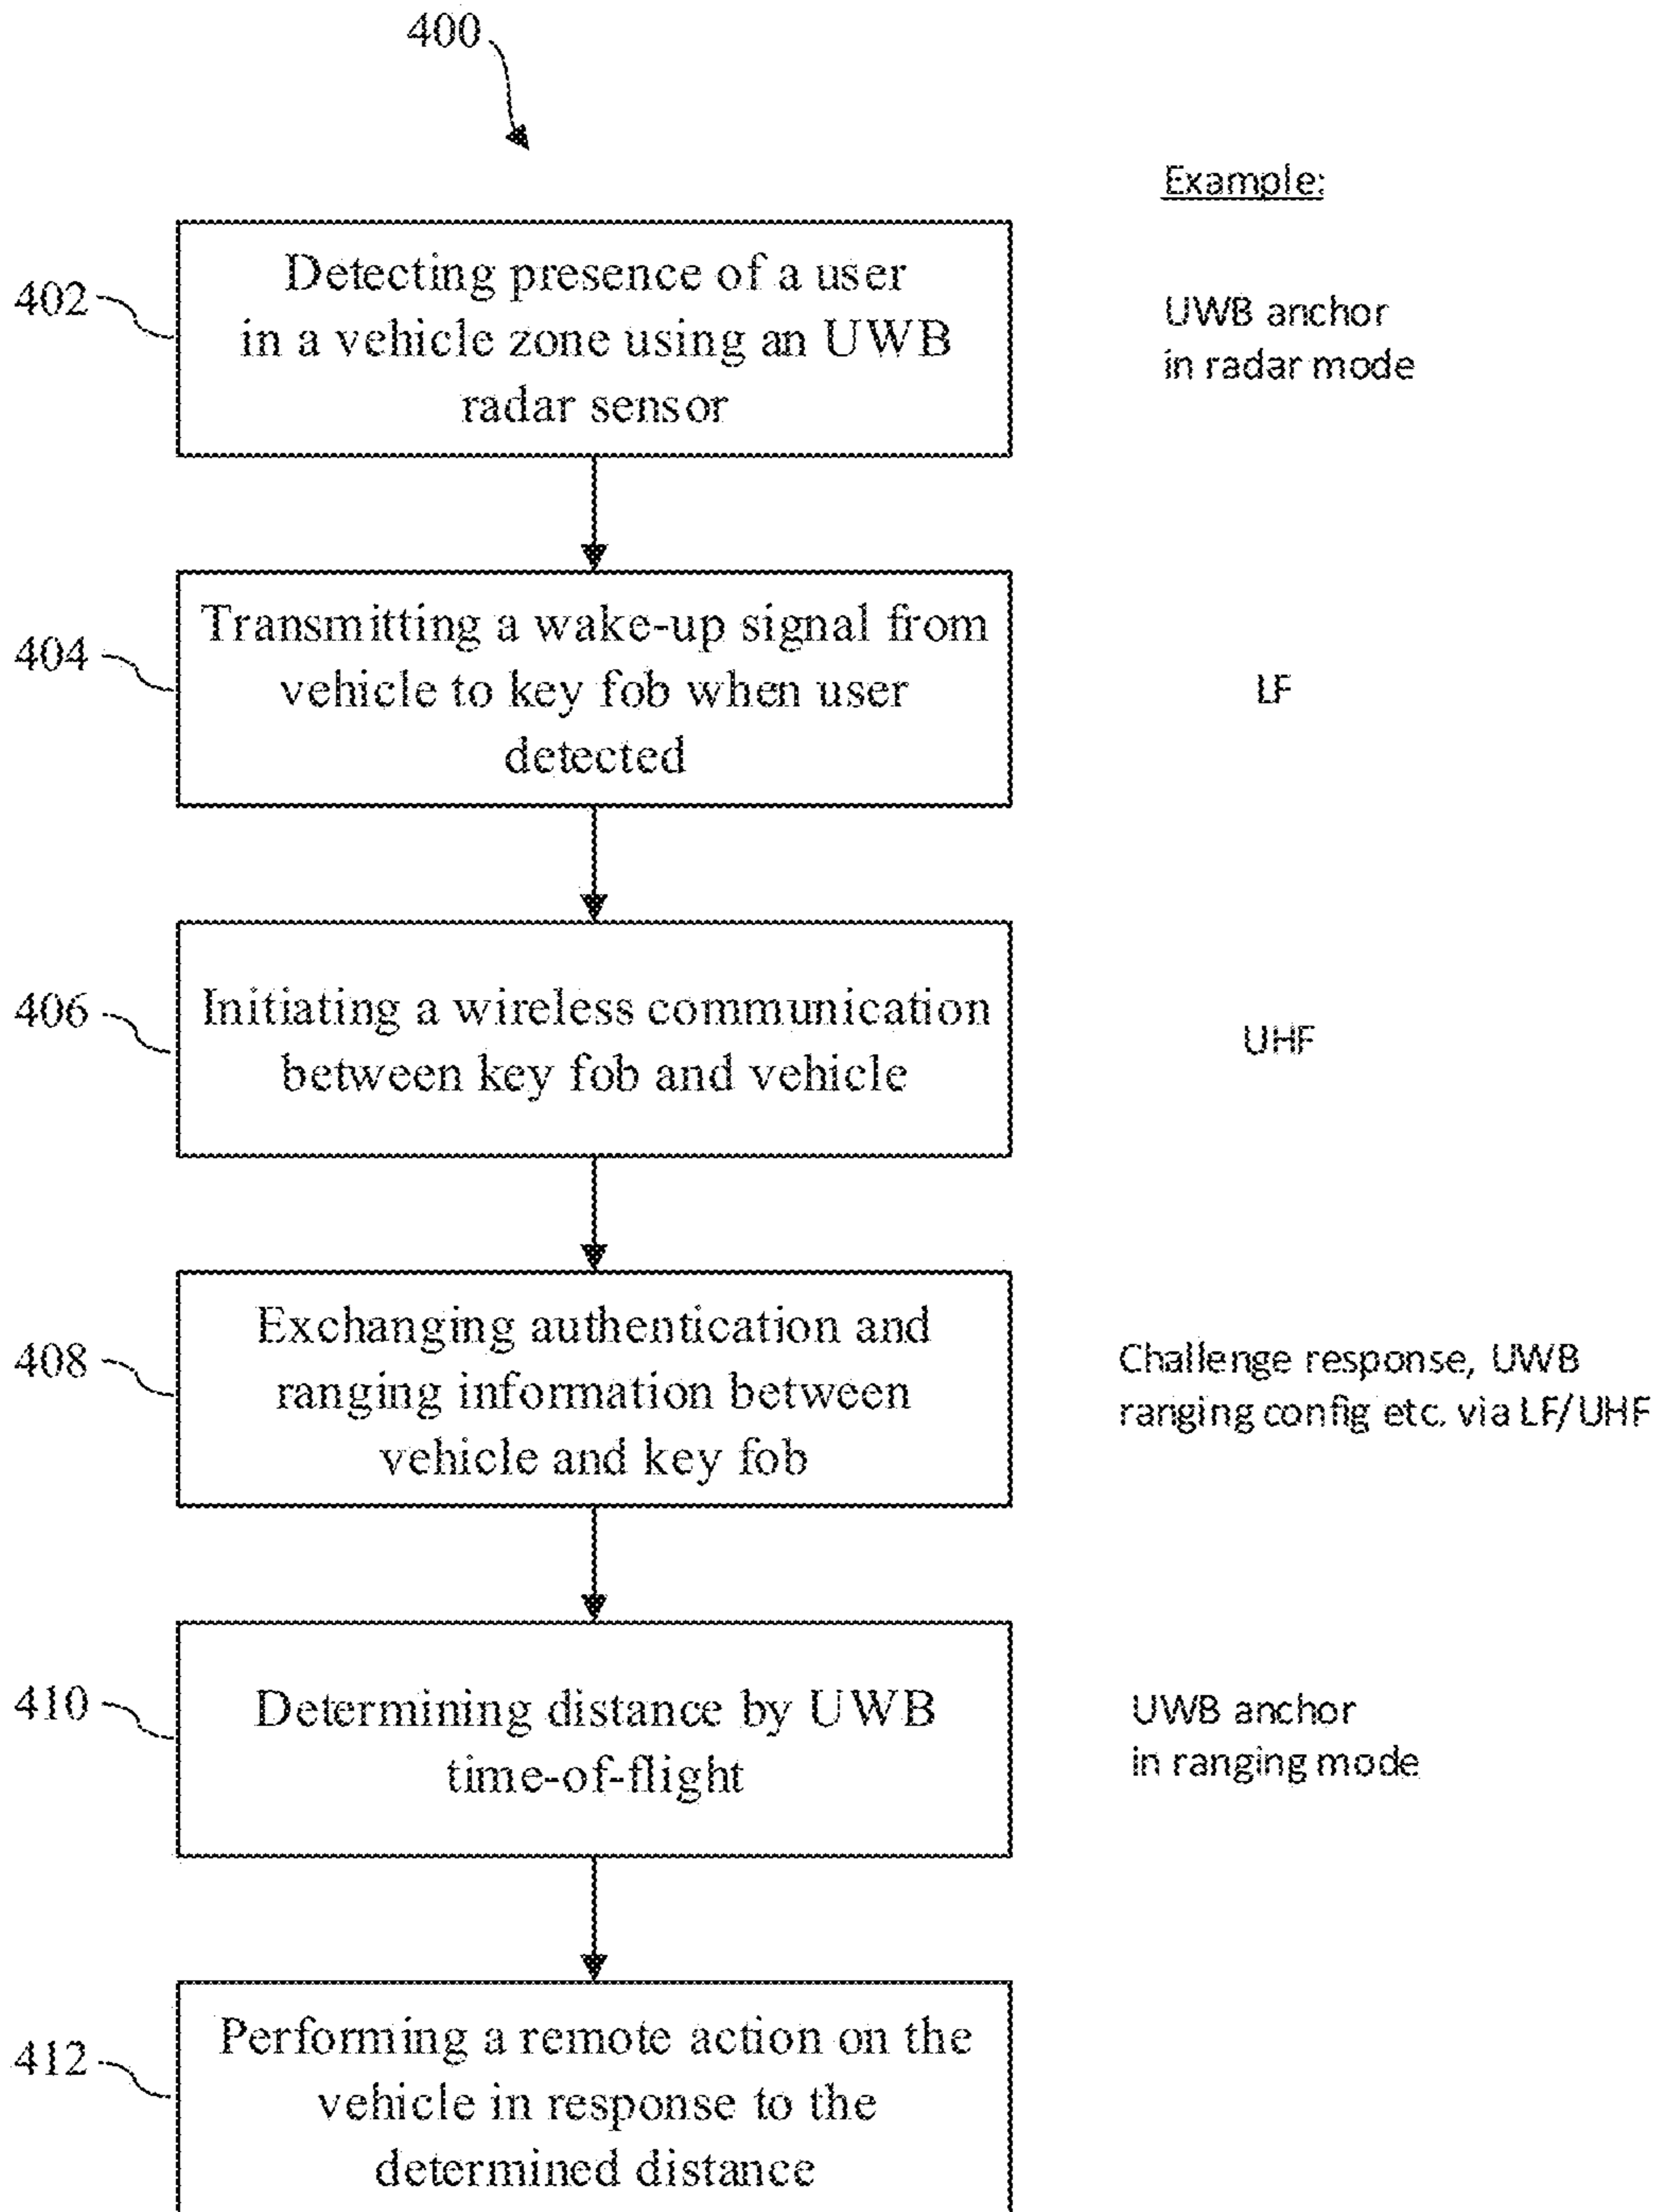 400
Example:
402
Detecting presence of a user
in a vehicle zone using an UWB
radar sensor
UWB anchor
in radar mode
404
Transmitting a wake-up signal from
vehicle to key fob when user
detected
LF
406
Initiating a wireless communication
between key fob and vehicle
UHF
408
Exchanging authentication and
ranging information between
vehicle and key fob
Challenge response, UWB
ranging config etc. via LF/UHF
410
Determining distance by UWB
time-of-flight
UWB anchor
in ranging mode
412
Performing a remote action on the
vehicle in response to the
determined distance